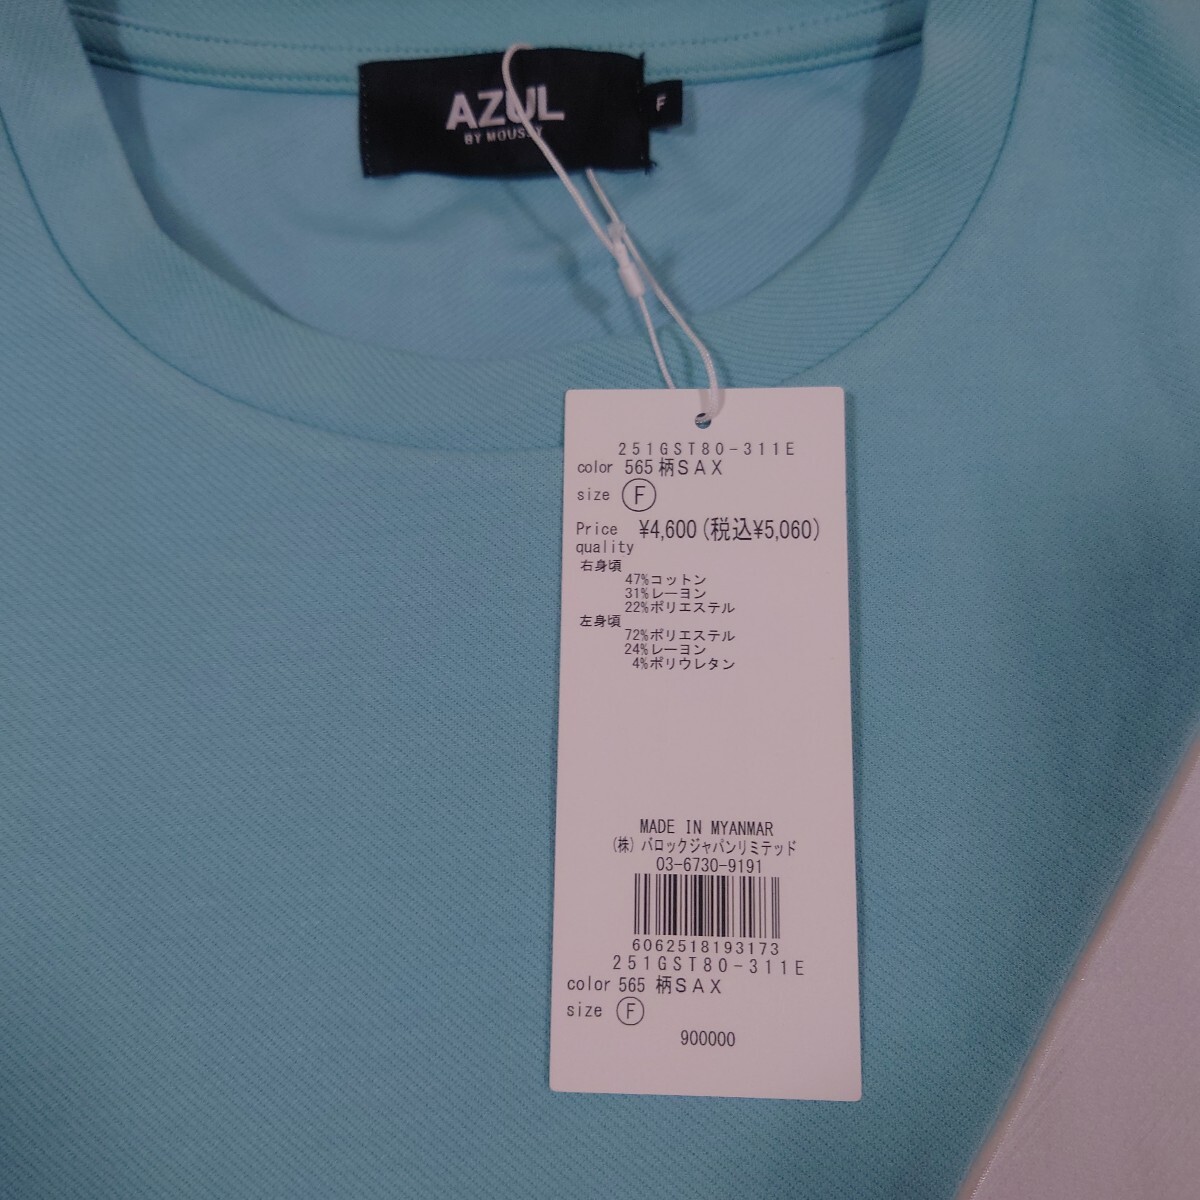 AZUL
BY MOUSSY
F
251GST80-311E
color 565 柄SAX
size F
Price ¥4,600(税込¥5,060)
quality
右身頃
47%コットン
31%レーヨン
22%ポリエステル
左身頃
72%ポリエステル
24%レーヨン
4%ポリウレタン
MADE IN MYANMAR
(株)バロックジャパンリミテッド
03-6730-9191
6062518193173
251GST80-311E
color 565 柄SAX
size F
900000